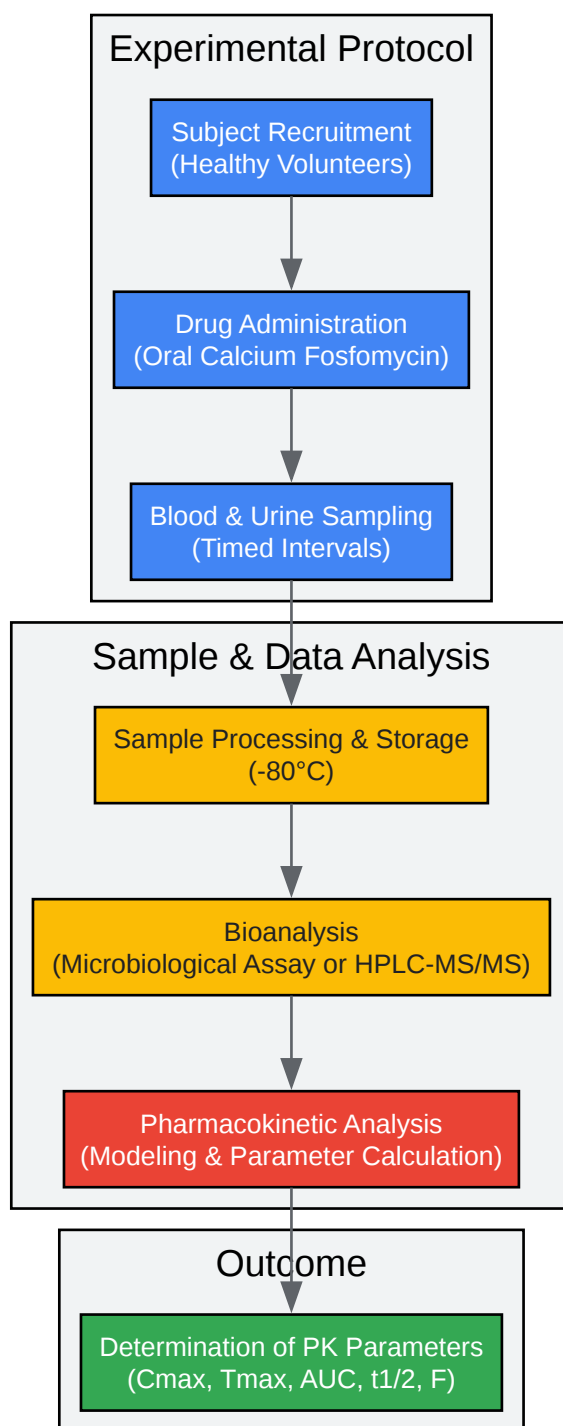 Experimental Protocol
Subject Recruitment
(Healthy Volunteers)
Drug Administration
(Oral Calcium Fosfomycin)
Blood & Urine Sampling
(Timed Intervals)
Sample & Data Analysis
Sample Processing & Storage
(-80°C)
Bioanalysis
(Microbiological Assay or HPLC-MS/MS)
Pharmacokinetic Analysis
(Modeling & Parameter Calculation)
Outcome
Determination of PK Parameters
(Cmax, Tmax, AUC, t1/2, F)